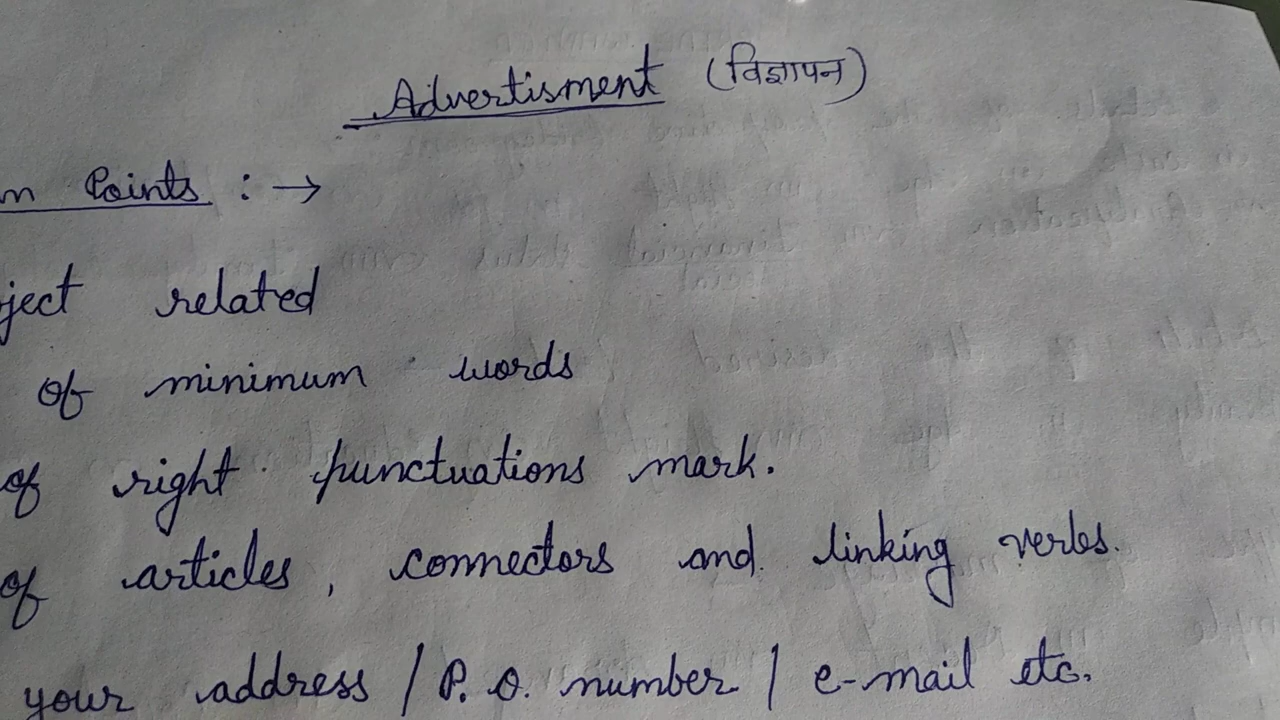 Advertisment (विज्ञापन)
n Points : →
ject related
of minimum words
of right punctuations mark.
of articles, connectors and linking verbs.
your address / P. O. number / e-mail etc.